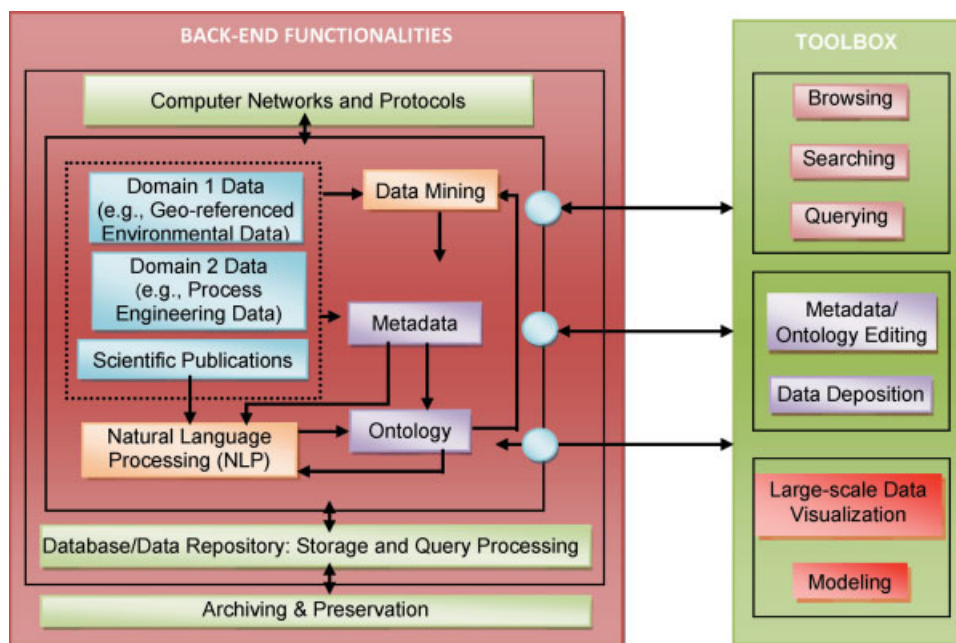 BACK-END FUNCTIONALITIES
Computer Networks and Protocols
Domain 1 Data
(e.g., Geo-referenced
Environmental Data)
Data Mining
Domain 2 Data
(e.g., Process
Engineering Data)
Metadata
Scientific Publications
Natural Language
Processing (NLP)
Ontology
Database/Data Repository: Storage and Query Processing
Archiving & Preservation
TOOLBOX
Browsing
Searching
Querying
Metadata/
Ontology Editing
Data Deposition
Large-scale Data
Visualization
Modeling